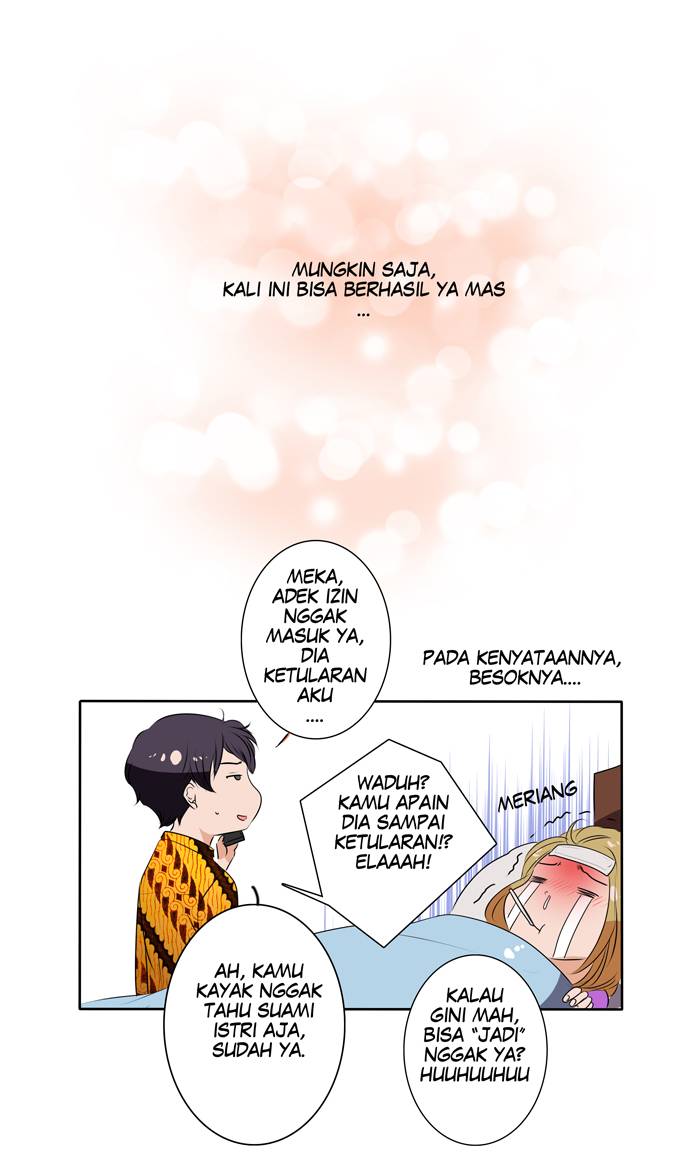 MUNGKIN SAJA,
KALI INI BISA BERHASIL YA MAS
...
MEKA,
ADEK IZIN
NGGAK
MASUK YA,
DIA
KETULARAN
AKU
....
PADA KENYATAANNYA,
BESOKNYA....
WADUH?
KAMU APAIN
DIA SAMPAI
KETULARAN!?
ELAAAH!
MERIANG
AH, KAMU
KAYAK NGGAK
TAHU SUAMI
ISTRI AJA,
SUDAH YA.
KALAU
GINI MAH,
BISA "JADI"
NGGAK YA?
HUUHUUHUU